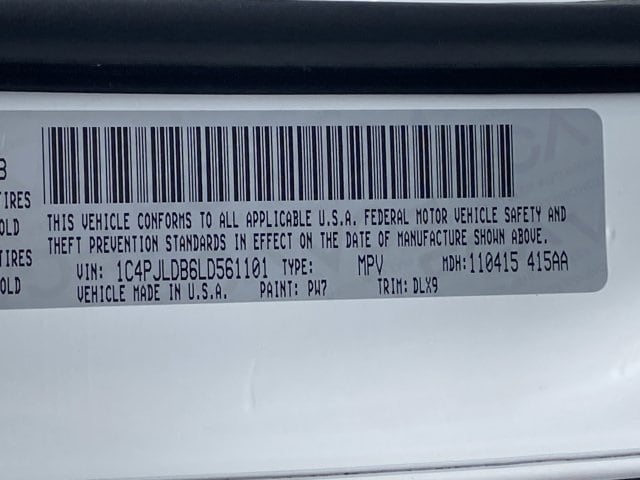 B
TIRES
OLD
TIRES
OLD
THIS VEHICLE CONFORMS TO ALL APPLICABLE U.S.A. FEDERAL MOTOR VEHICLE SAFETY AND
THEFT PREVENTION STANDARDS IN EFFECT ON THE DATE OF MANUFACTURE SHOWN ABOVE.
VIN: 1C4PJLDB6LD561101 TYPE: MPV MDH:110415 415AA
VEHICLE MADE IN U.S.A. PAINT: PW7 TRIM: DLX9